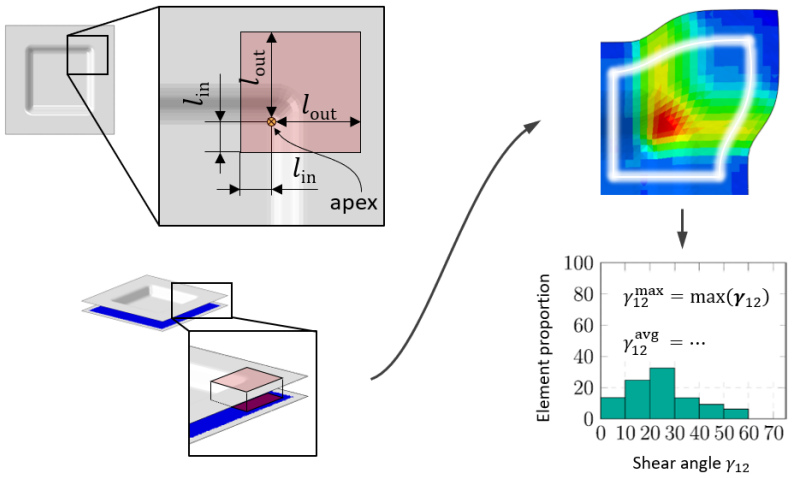 l_out
l_in
l_out
l_in
apex
100
80
60
40
20
0
γ₁₂^max = max(𝜸₁₂)
γ₁₂^avg = ⋯
Element proportion
0 10 20 30 40 50 60 70
Shear angle γ₁₂